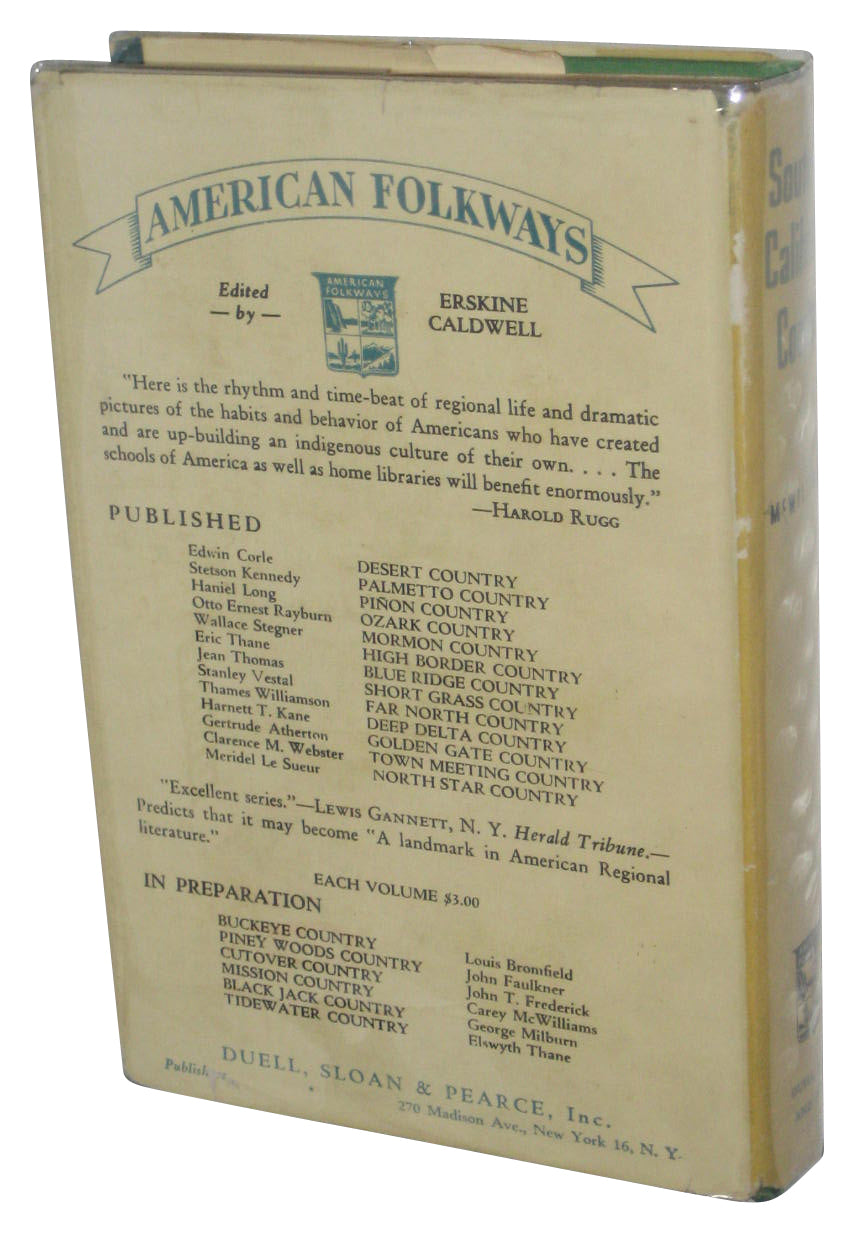 AMERICAN FOLKWAYS
Edited
— by —
AMERICAN
FOLKWAYS
ERSKINE
CALDWELL
"Here is the rhythm and time-beat of regional life and dramatic
pictures of the habits and behavior of Americans who have created
and are up-building an indigenous culture of their own. . . . The
schools of America as well as home libraries will benefit enormously."
—HAROLD RUGG
PUBLISHED
Edwin Corle DESERT COUNTRY
Stetson Kennedy PALMETTO COUNTRY
Haniel Long PIÑON COUNTRY
Otto Ernest Rayburn OZARK COUNTRY
Wallace Stegner MORMON COUNTRY
Eric Thane HIGH BORDER COUNTRY
Jean Thomas BLUE RIDGE COUNTRY
Stanley Vestal SHORT GRASS COUNTRY
Thames Williamson FAR NORTH COUNTRY
Harnett T. Kane DEEP DELTA COUNTRY
Gertrude Atherton GOLDEN GATE COUNTRY
Clarence M. Webster TOWN MEETING COUNTRY
Meridel Le Sueur NORTH STAR COUNTRY
"Excellent series."—LEWIS GANNETT, N. Y. Herald Tribune.—
Predicts that it may become "A landmark in American Regional
literature."
EACH VOLUME $3.00
IN PREPARATION
BUCKEYE COUNTRY Louis Bromfield
PINEY WOODS COUNTRY John Faulkner
CUTOVER COUNTRY John T. Frederick
MISSION COUNTRY Carey McWilliams
BLACK JACK COUNTRY George Milburn
TIDEWATER COUNTRY Elswyth Thane
DUELL, SLOAN & PEARCE, Inc.
270 Madison Ave., New York 16, N. Y.